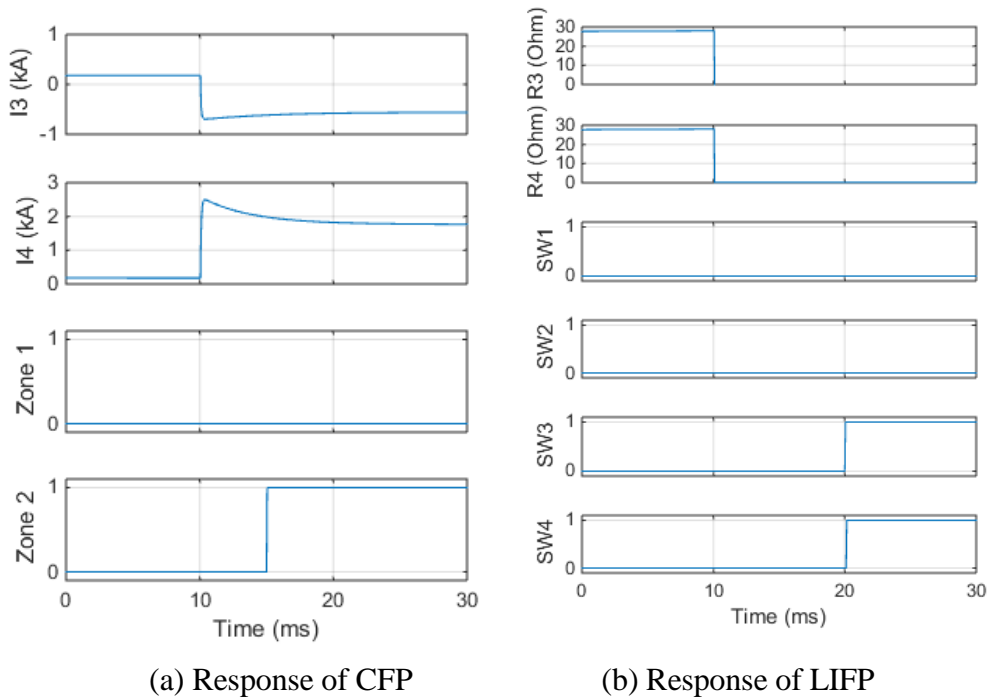 I3 (kA)
1
0
-1
I4 (kA)
3
2
1
0
Zone 1
1
0
Zone 2
1
0
0
10
20
30
Time (ms)
(a) Response of CFP
R3 (Ohm)
30
20
10
0
R4 (Ohm)
30
20
10
0
SW1
1
0
SW2
1
0
SW3
1
0
SW4
1
0
0
10
20
30
Time (ms)
(b) Response of LIFP